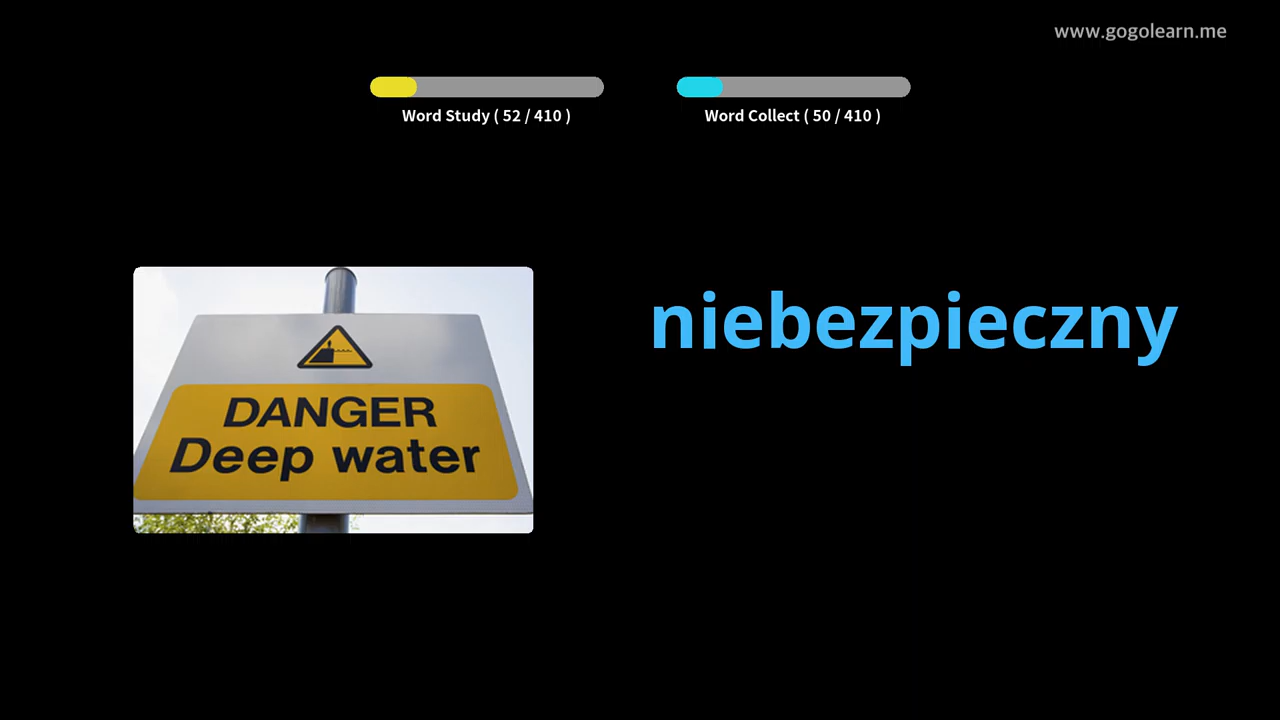 www.gogolearn.me
Word Study ( 52 / 410 )
Word Collect ( 50 / 410 )
niebezpieczny
DANGER
Deep water